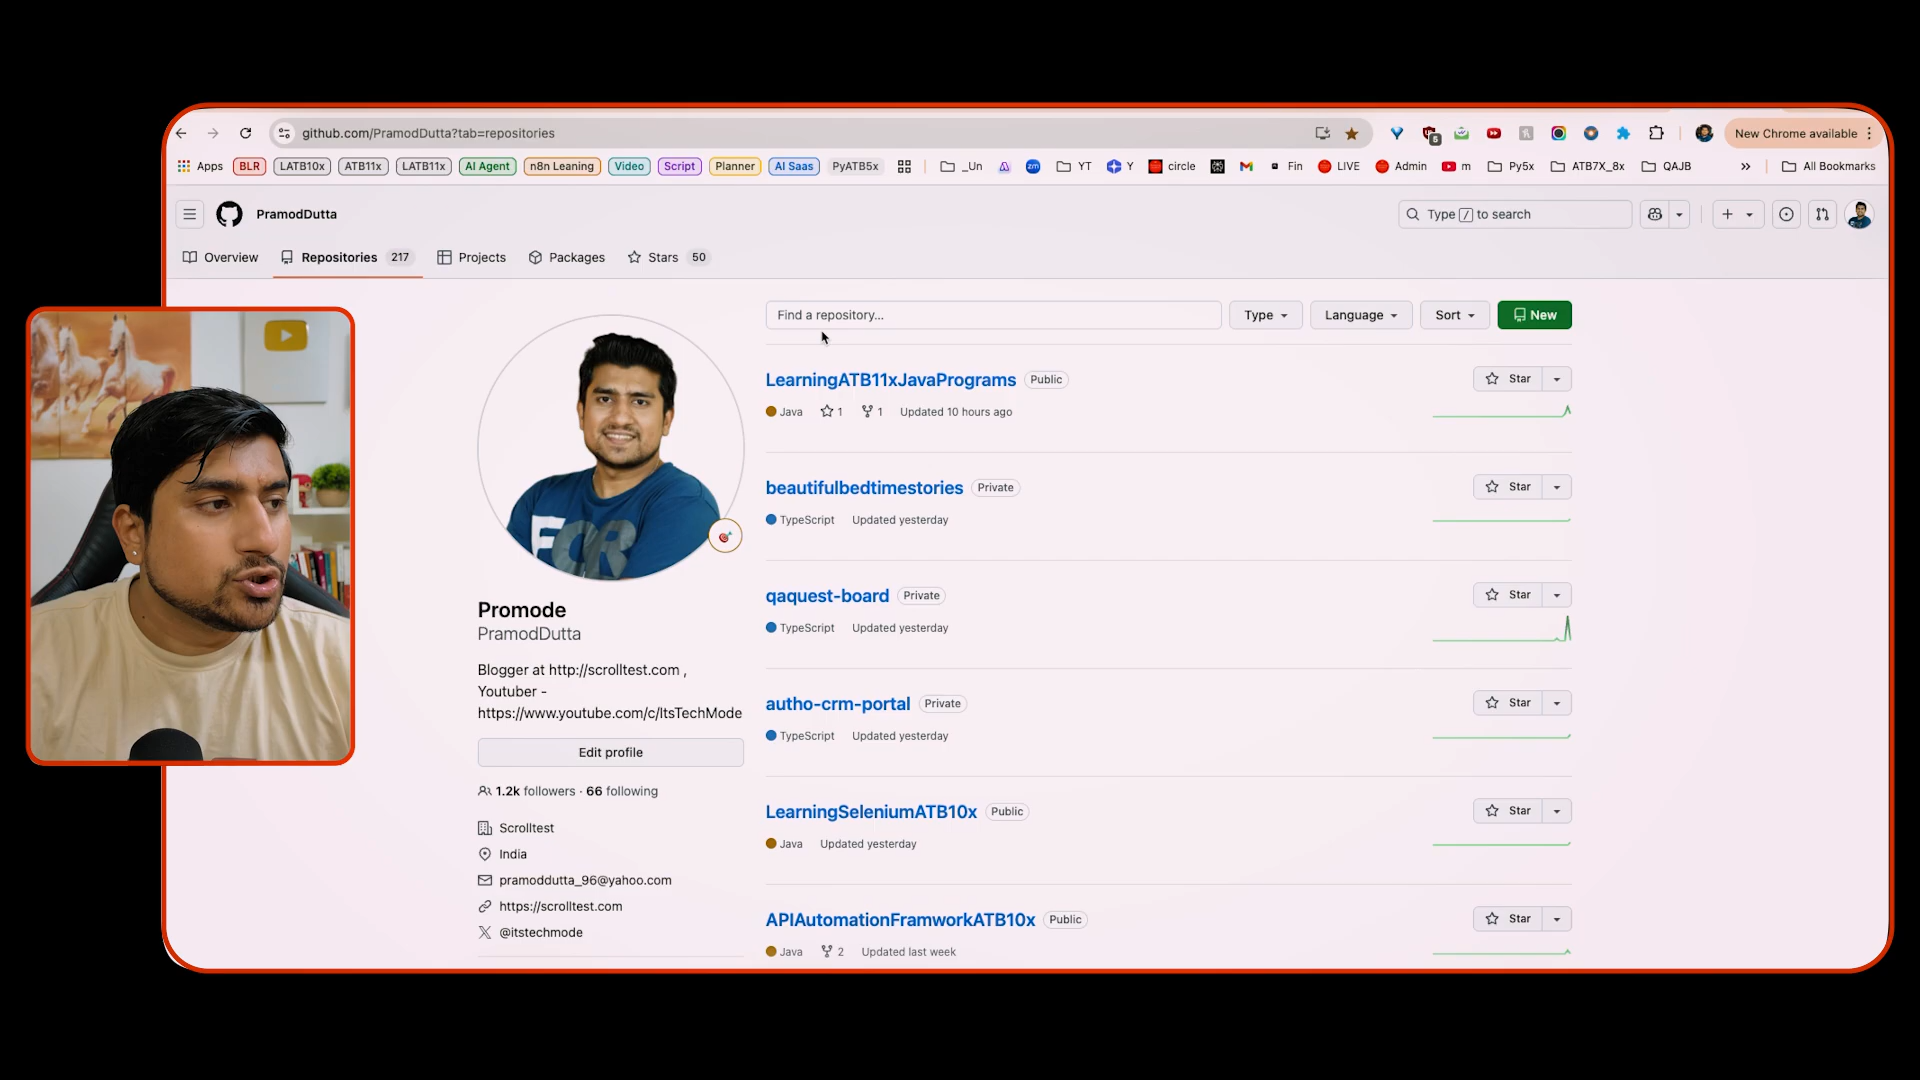 github.com/PramodDutta?tab=repositories
5
New Chrome available
Apps BLR LATB10x ATB11x LATB11x AI Agent n8n Leaning Video Script Planner AI Saas PyATB5x _Un zm YT Y circle Fin LIVE Admin m Py5x ATB7X_8x QAJB » All Bookmarks
PramodDutta
Type / to search
Overview Repositories 217 Projects Packages Stars 50
Find a repository... Type Language Sort New
LearningATB11xJavaPrograms Public Star
Java 1 1 Updated 10 hours ago
beautifulbedtimestories Private Star
TypeScript Updated yesterday
qaquest-board Private Star
TypeScript Updated yesterday
autho-crm-portal Private Star
TypeScript Updated yesterday
LearningSeleniumATB10x Public Star
Java Updated yesterday
APIAutomationFramworkATB10x Public Star
Java 2 Updated last week
Promode
PramodDutta
Blogger at http://scrolltest.com ,
Youtuber -
https://www.youtube.com/c/ItsTechMode
Edit profile
1.2k followers · 66 following
Scrolltest
India
pramoddutta_96@yahoo.com
https://scrolltest.com
@itstechmode